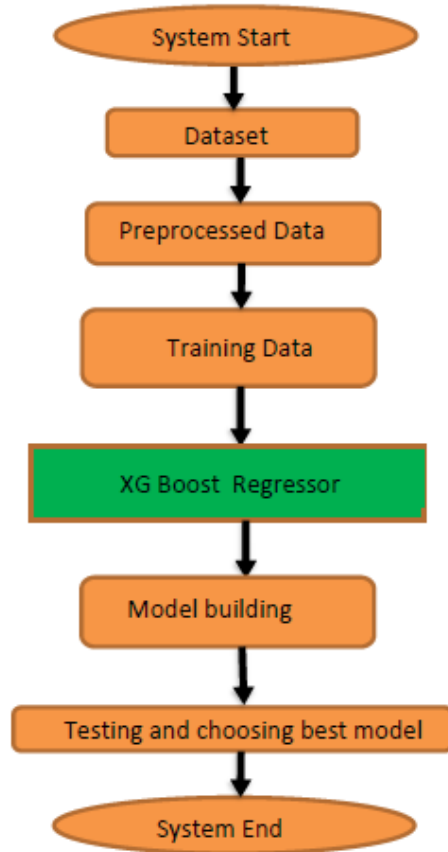 System Start
Dataset
Preprocessed Data
Training Data
XG Boost Regressor
Model building
Testing and choosing best model
System End